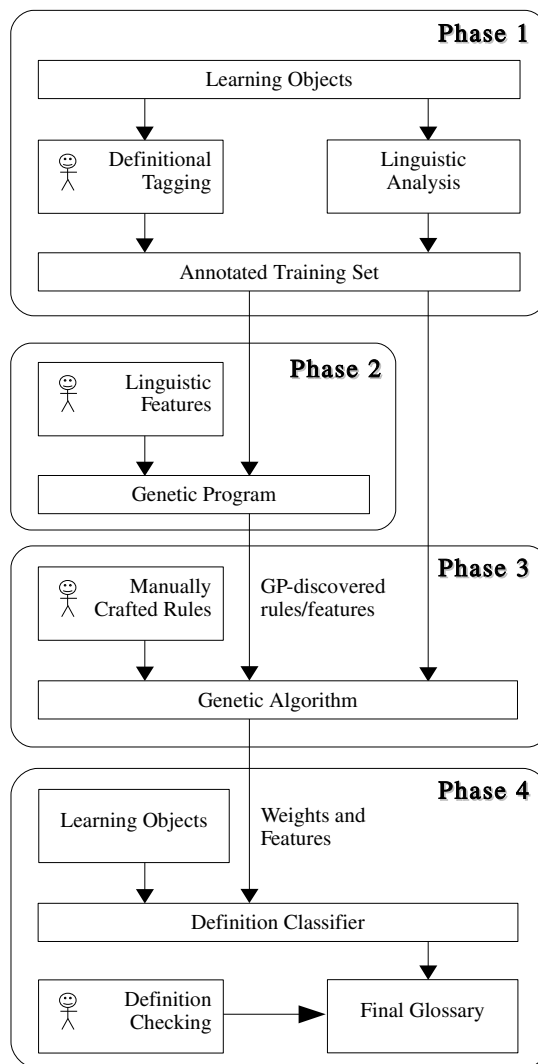 Phase 1
Learning Objects
Definitional
Tagging
Linguistic
Analysis
Annotated Training Set
Phase 2
Linguistic
Features
Genetic Program
Phase 3
Manually
Crafted Rules
GP-discovered
rules/features
Genetic Algorithm
Phase 4
Learning Objects
Weights and
Features
Definition Classifier
Definition
Checking
Final Glossary